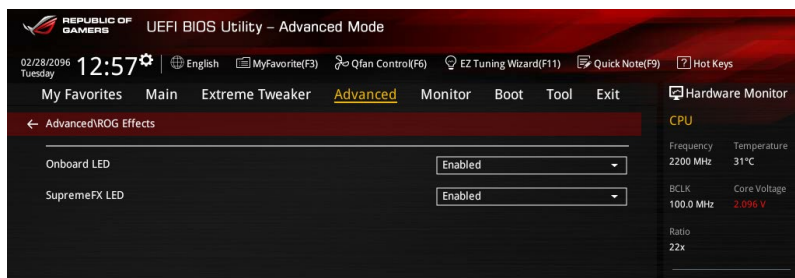 REPUBLIC OF
GAMERS
UEFI BIOS Utility – Advanced Mode
02/28/2096
Tuesday
12:57
English
MyFavorite(F3)
Qfan Control(F6)
EZ Tuning Wizard(F11)
Quick Note(F9)
? Hot Keys
My Favorites
Main
Extreme Tweaker
Advanced
Monitor
Boot
Tool
Exit
Hardware Monitor
← Advanced\ROG Effects
CPU
Onboard LED
Enabled
SupremeFX LED
Enabled
Frequency
Temperature
2200 MHz
31°C
BCLK
Core Voltage
100.0 MHz
2.096 V
Ratio
22x